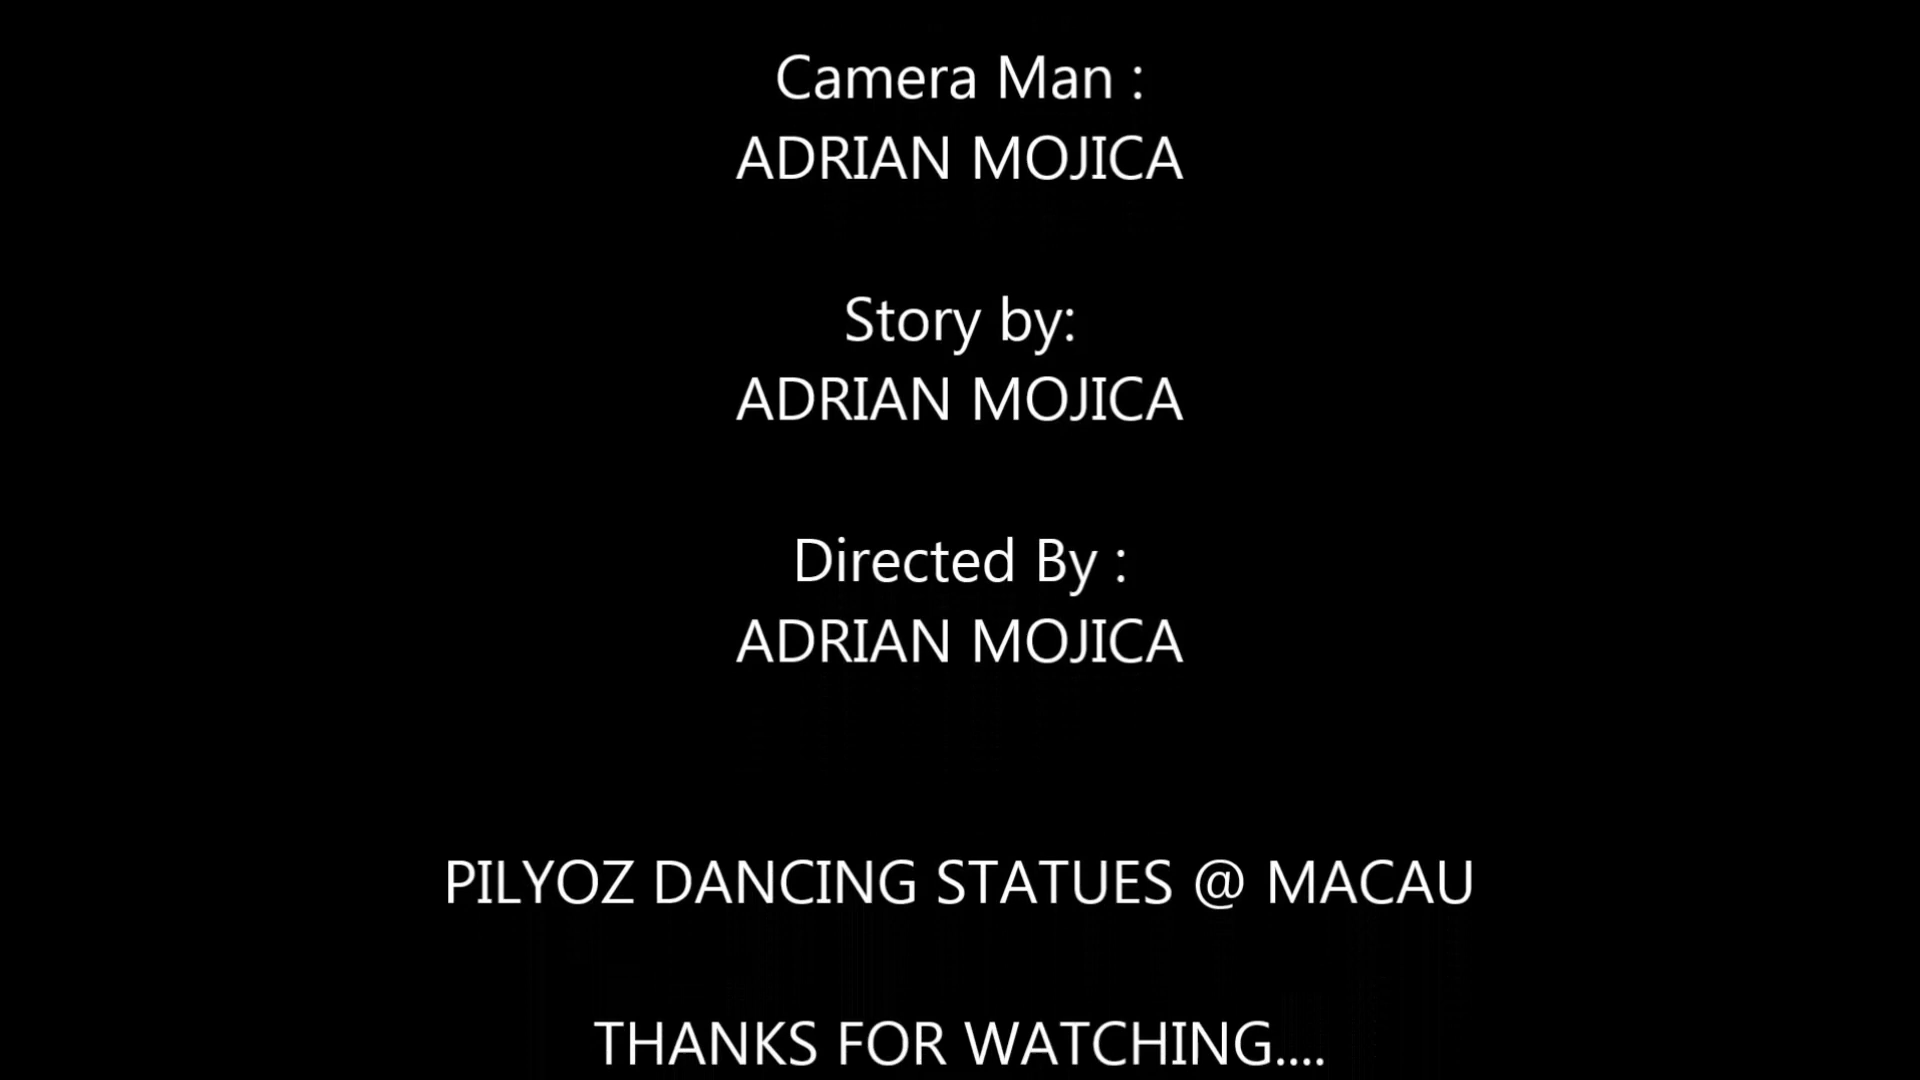 Camera Man :
ADRIAN MOJICA
Story by:
ADRIAN MOJICA
Directed By :
ADRIAN MOJICA
PILYOZ DANCING STATUES @ MACAU
THANKS FOR WATCHING....